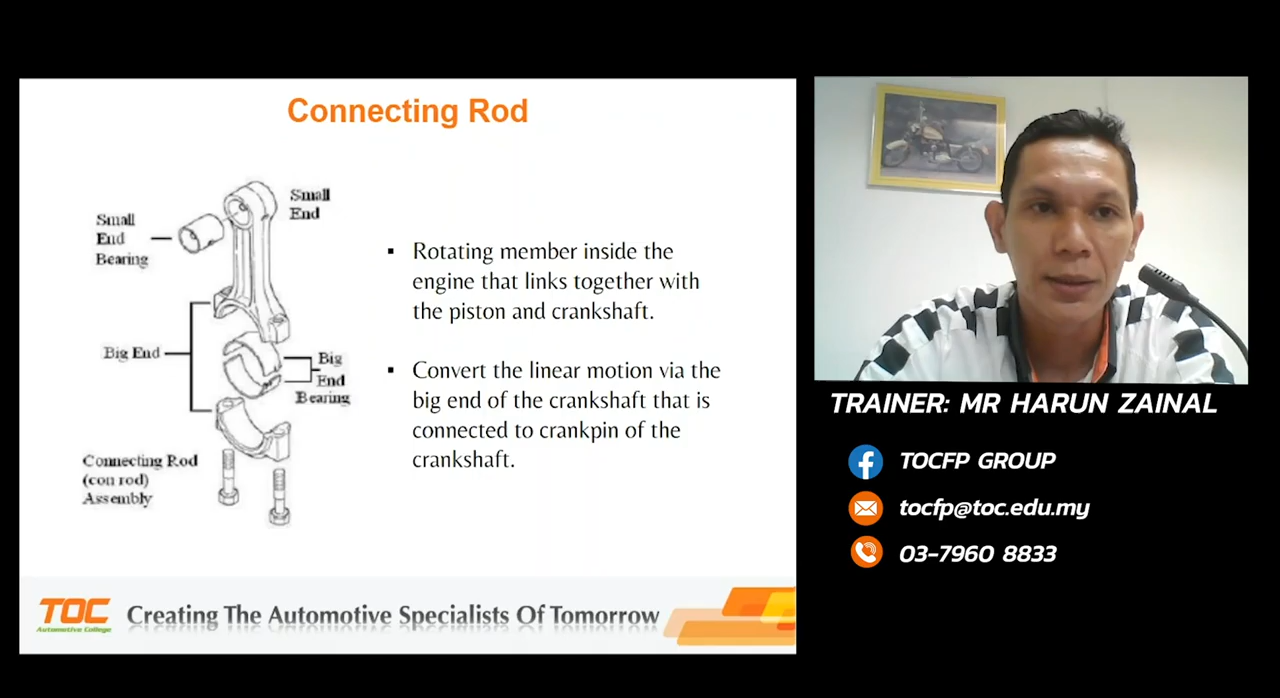 Connecting Rod
Small
End
Small
End
Bearing
Big End
Big
End
Bearing
Connecting Rod
(con rod)
Assembly
▪ Rotating member inside the
engine that links together with
the piston and crankshaft.
▪ Convert the linear motion via the
big end of the crankshaft that is
connected to crankpin of the
crankshaft.
TOC
Automotive College
Creating The Automotive Specialists Of Tomorrow
TRAINER: MR HARUN ZAINAL
TOCFP GROUP
tocfp@toc.edu.my
03-7960 8833